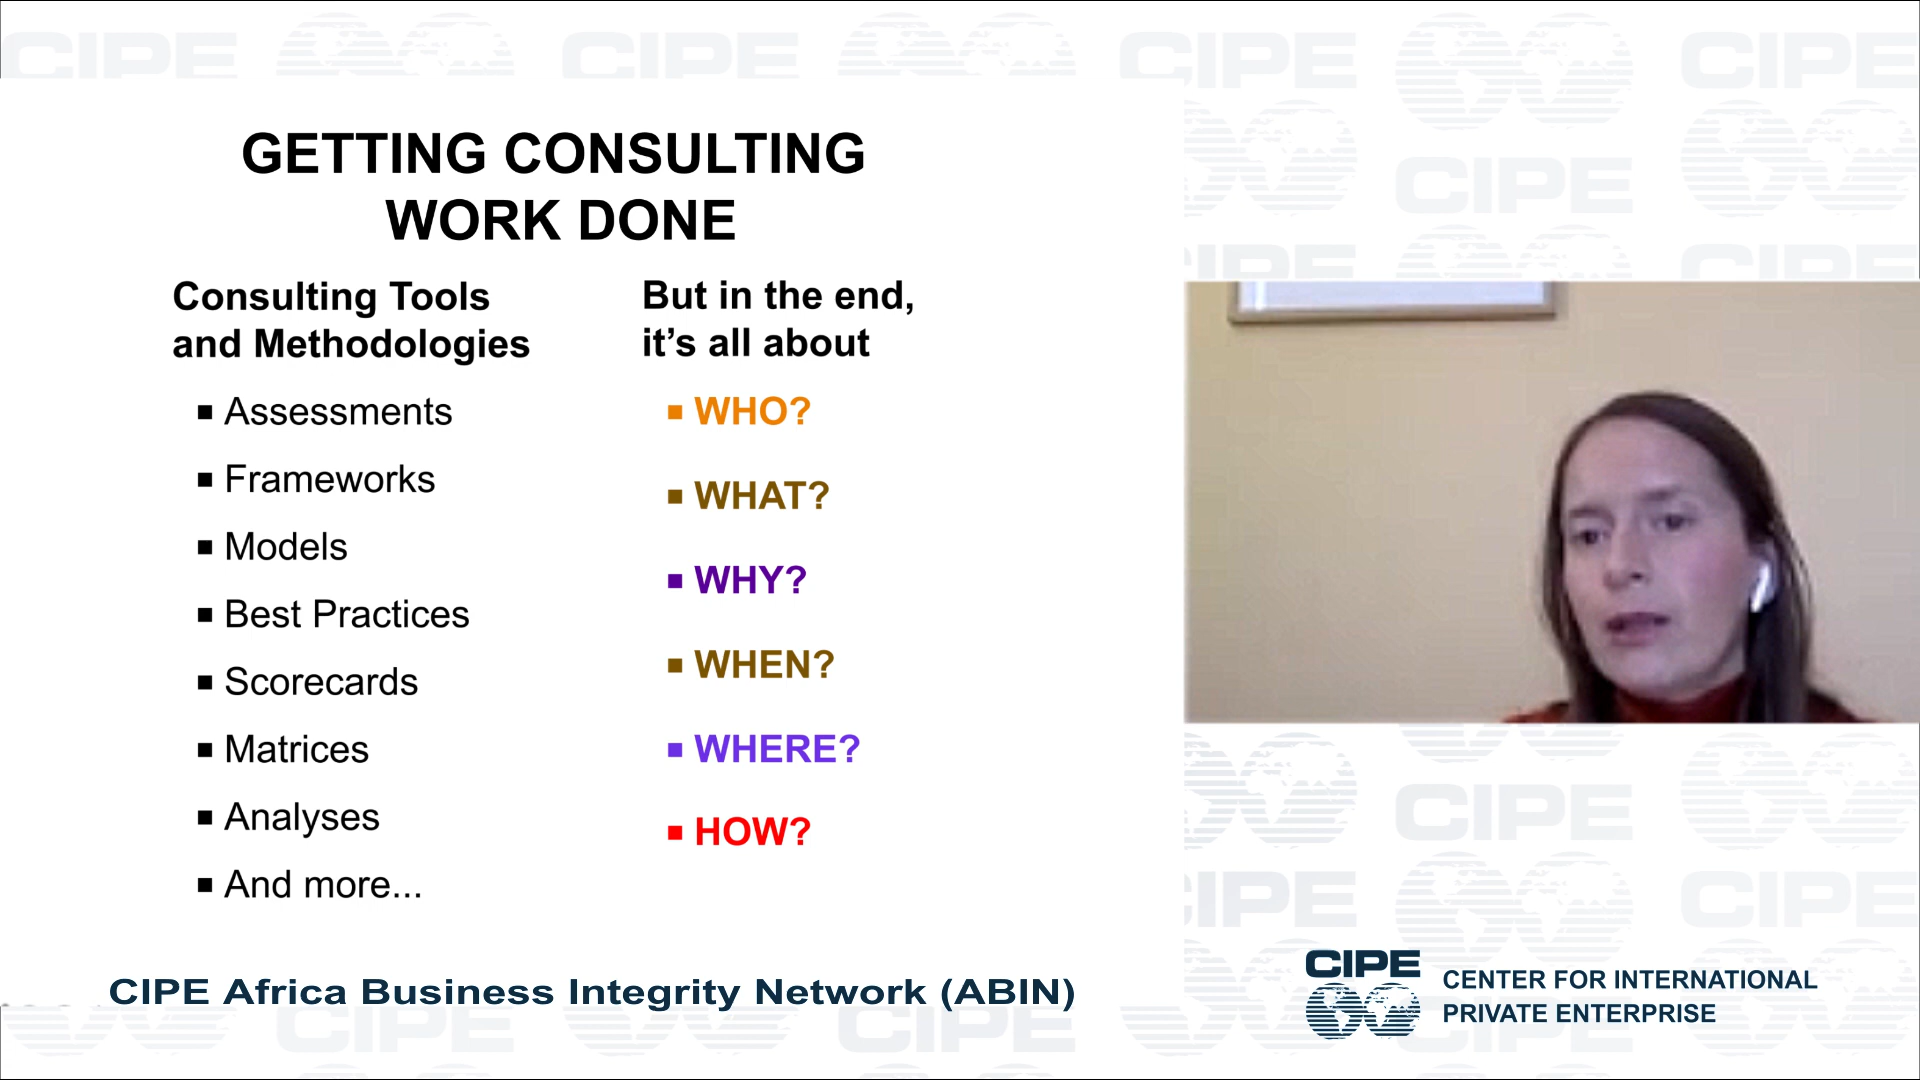 GETTING CONSULTING
WORK DONE
Consulting Tools
and Methodologies
▪ Assessments
▪ Frameworks
▪ Models
▪ Best Practices
▪ Scorecards
▪ Matrices
▪ Analyses
▪ And more...
But in the end,
it’s all about
▪ WHO?
▪ WHAT?
▪ WHY?
▪ WHEN?
▪ WHERE?
▪ HOW?
CIPE Africa Business Integrity Network (ABIN)
CIPE
CENTER FOR INTERNATIONAL
PRIVATE ENTERPRISE